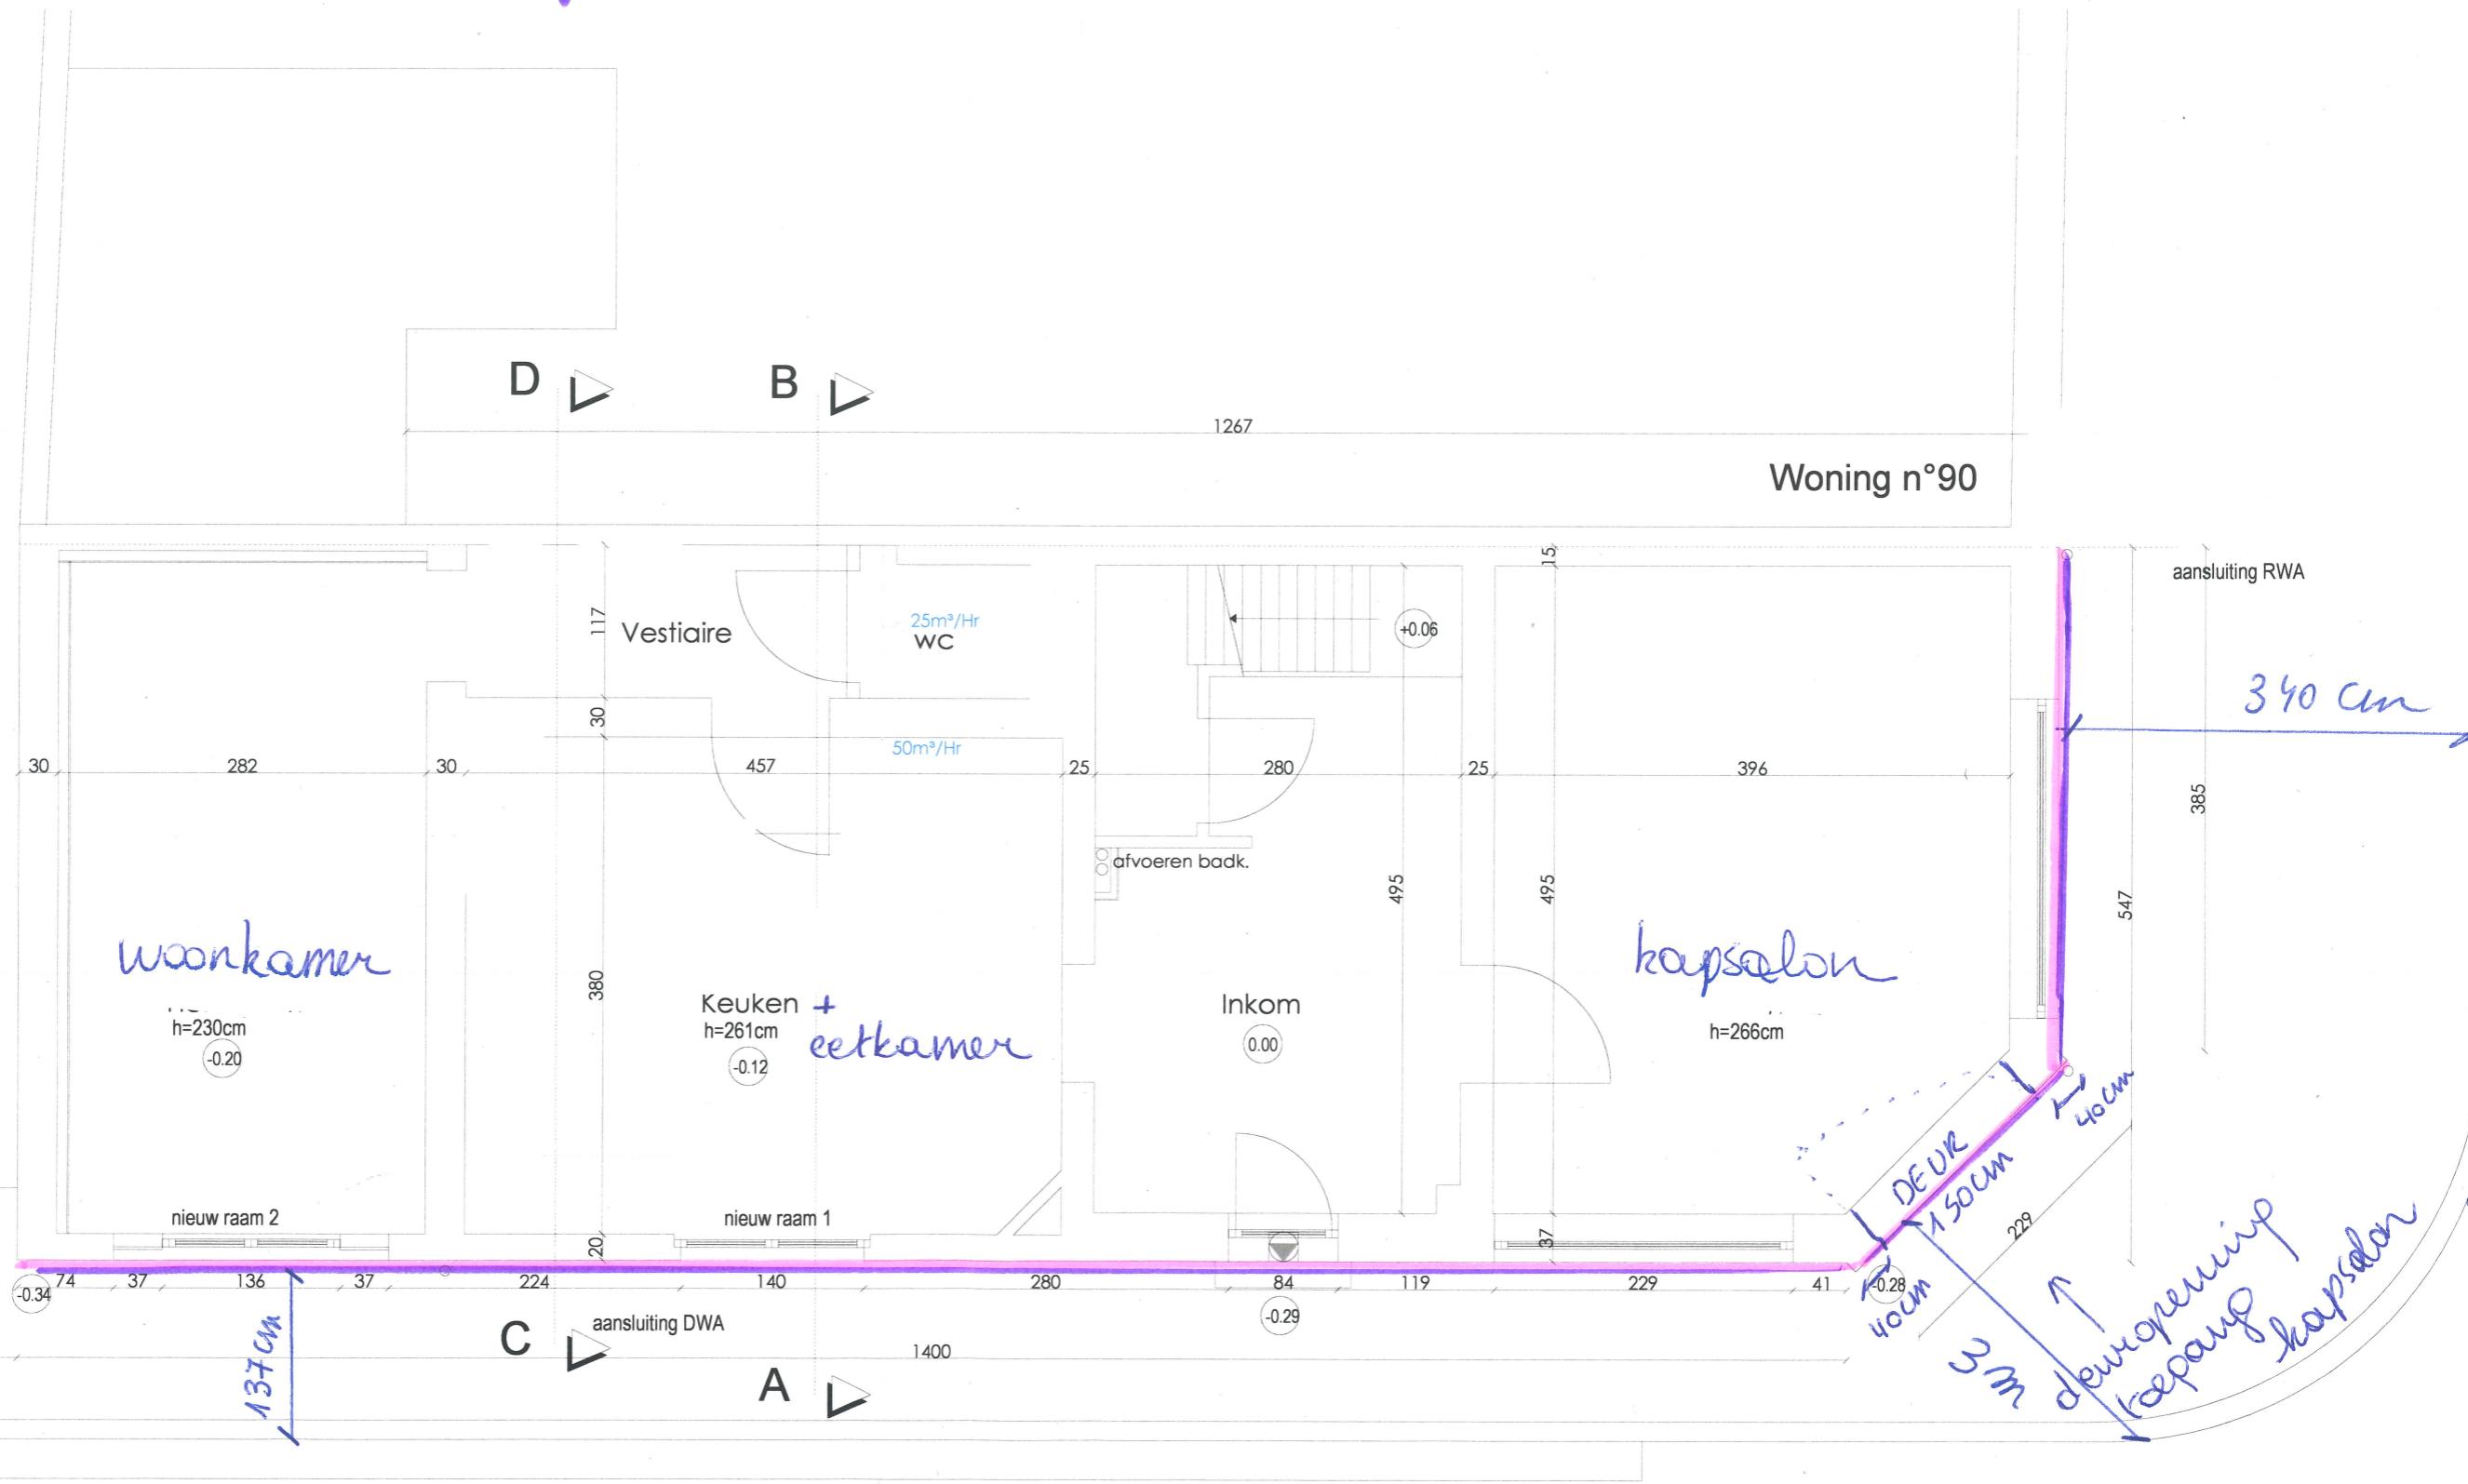 D
B
1267
Woning n°90
15
aansluiting RWA
117
Vestiaire
25m³/Hr
WC
+0.06
340 cm
30
50m³/Hr
30
282
30
457
25
280
25
396
385
afvoeren badk.
495
495
547
woonkamer
kapsalon
380
Keuken +
eetkamer
Inkom
h=230cm
h=261cm
h=266cm
-0.20
-0.12
0.00
40cm
DEUR
150cm
229
nieuw raam 2
nieuw raam 1
20
37
74
37
136
37
224
140
280
84
119
229
41
-0.34
-0.29
-0.28
40cm
137cm
C
aansluiting DWA
1400
A
3m
deuropening
toegang
kapsalon